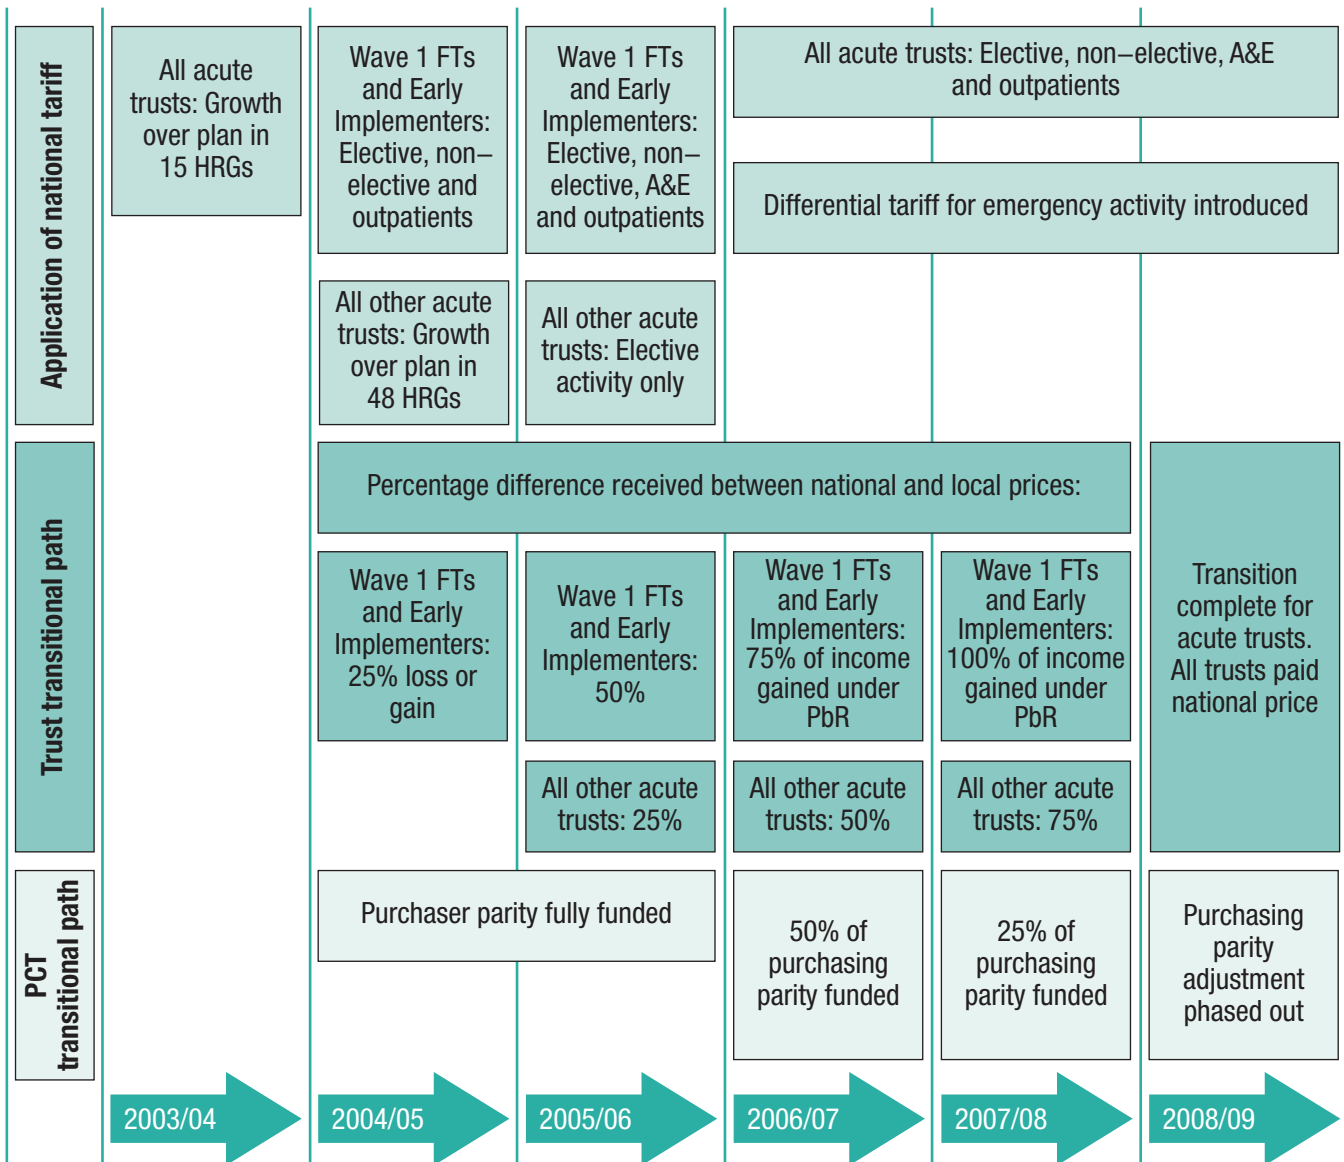 Application of national tariff
All acute
trusts: Growth
over plan in
15 HRGs
Wave 1 FTs
and Early
Implementers:
Elective, non–
elective and
outpatients
Wave 1 FTs
and Early
Implementers:
Elective, non–
elective, A&E
and outpatients
All acute trusts: Elective, non–elective, A&E
and outpatients
Differential tariff for emergency activity introduced
All other acute
trusts: Growth
over plan in
48 HRGs
All other acute
trusts: Elective
activity only
Trust transitional path
Percentage difference received between national and local prices:
Wave 1 FTs
and Early
Implementers:
25% loss or
gain
Wave 1 FTs
and Early
Implementers:
50%
Wave 1 FTs
and Early
Implementers:
75% of income
gained under
PbR
Wave 1 FTs
and Early
Implementers:
100% of income
gained under
PbR
Transition
complete for
acute trusts.
All trusts paid
national price
All other acute
trusts: 25%
All other acute
trusts: 50%
All other acute
trusts: 75%
PCT
transitional path
Purchaser parity fully funded
50% of
purchasing
parity funded
25% of
purchasing
parity funded
Purchasing
parity
adjustment
phased out
2003/04
2004/05
2005/06
2006/07
2007/08
2008/09